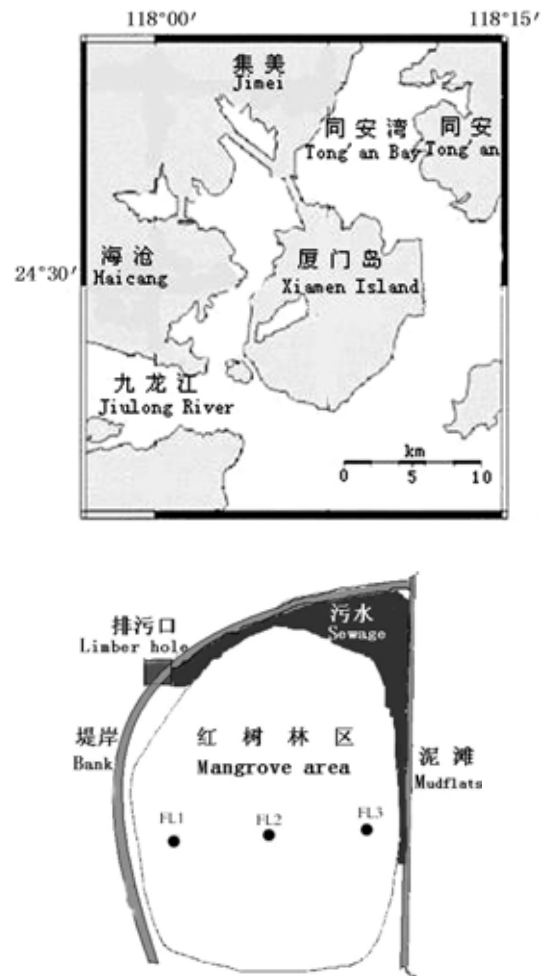 118°00′ 118°15′
集美
Jimei
同安湾 同安
Tong'an Bay Tong'an
海沧 厦门岛
24°30′ Haicang Xiamen Island
九龙江
Jiulong River
km
0 5 10
污水
排污口 Sewage
Limber hole
堤岸 红树林区 泥滩
Bank Mangrove area Mudflats
FL1 FL2 FL3